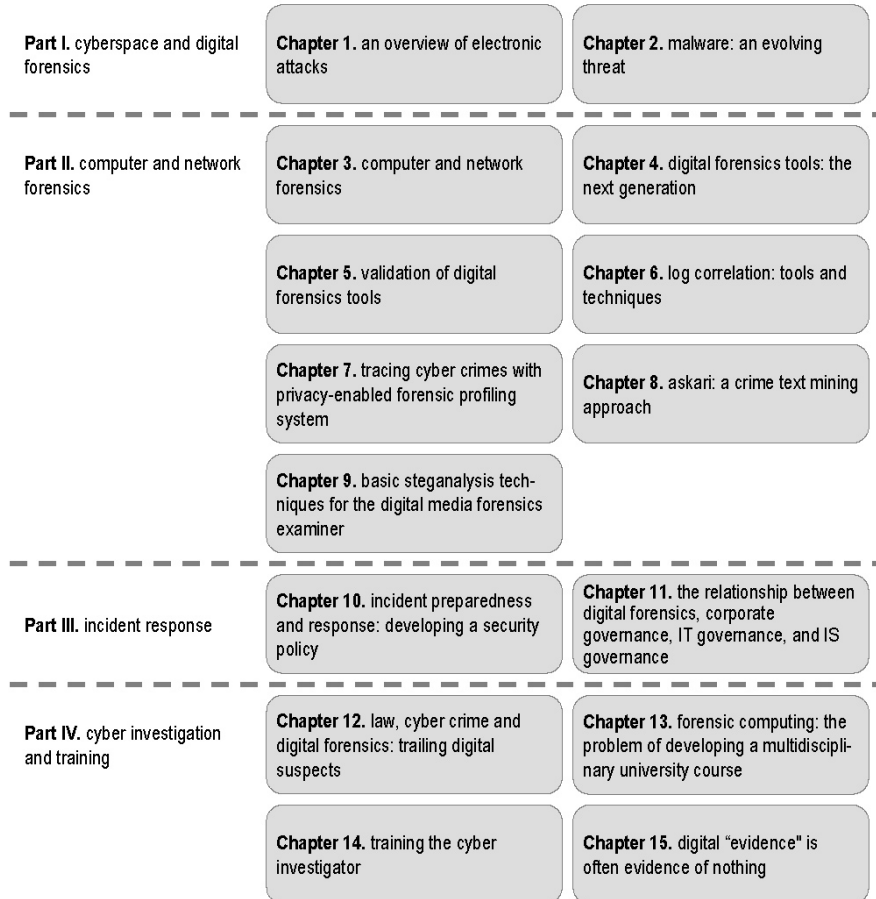 Part I. cyberspace and digital
forensics
Chapter 1. an overview of electronic
attacks
Chapter 2. malware: an evolving
threat
Part II. computer and network
forensics
Chapter 3. computer and network
forensics
Chapter 4. digital forensics tools: the
next generation
Chapter 5. validation of digital
forensics tools
Chapter 6. log correlation: tools and
techniques
Chapter 7. tracing cyber crimes with
privacy-enabled forensic profiling
system
Chapter 8. askari: a crime text mining
approach
Chapter 9. basic steganalysis tech-
niques for the digital media forensics
examiner
Part III. incident response
Chapter 10. incident preparedness
and response: developing a security
policy
Chapter 11. the relationship between
digital forensics, corporate
governance, IT governance, and IS
governance
Part IV. cyber investigation
and training
Chapter 12. law, cyber crime and
digital forensics: trailing digital
suspects
Chapter 13. forensic computing: the
problem of developing a multidiscipli-
nary university course
Chapter 14. training the cyber
investigator
Chapter 15. digital “evidence" is
often evidence of nothing